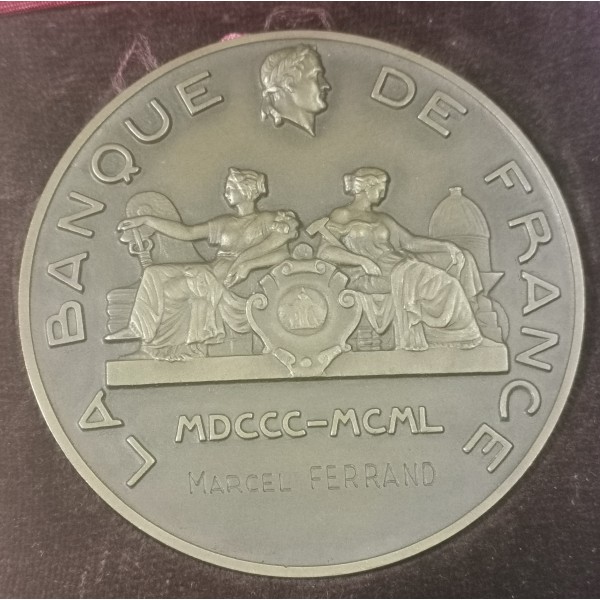 LA BANQUE DE FRANCE
MDCCC-MCML
MARCEL FERRAND